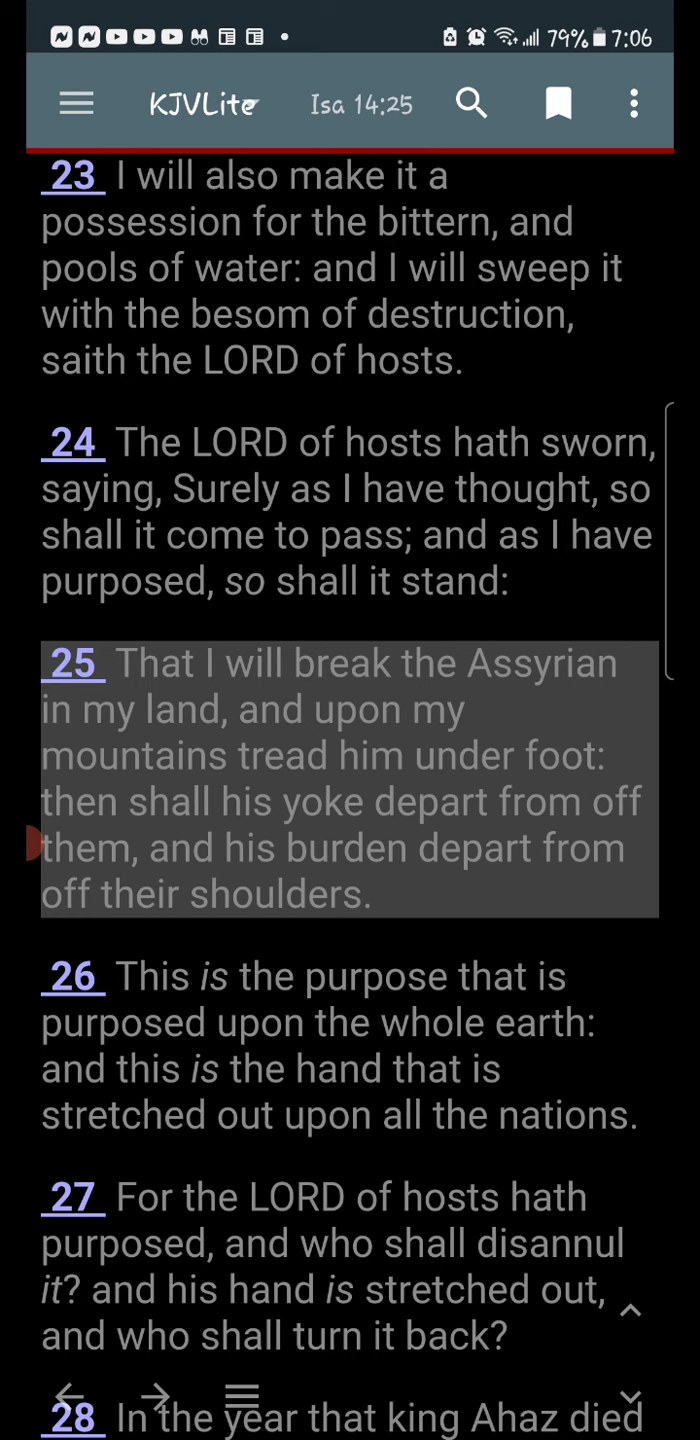 79% 7:06
KJVLite Isa 14:25
23 I will also make it a
possession for the bittern, and
pools of water: and I will sweep it
with the besom of destruction,
saith the LORD of hosts.
24 The LORD of hosts hath sworn,
saying, Surely as I have thought, so
shall it come to pass; and as I have
purposed, so shall it stand:
25 That I will break the Assyrian
in my land, and upon my
mountains tread him under foot:
then shall his yoke depart from off
them, and his burden depart from
off their shoulders.
26 This is the purpose that is
purposed upon the whole earth:
and this is the hand that is
stretched out upon all the nations.
27 For the LORD of hosts hath
purposed, and who shall disannul
it? and his hand is stretched out,
and who shall turn it back?
28 In the year that king Ahaz died